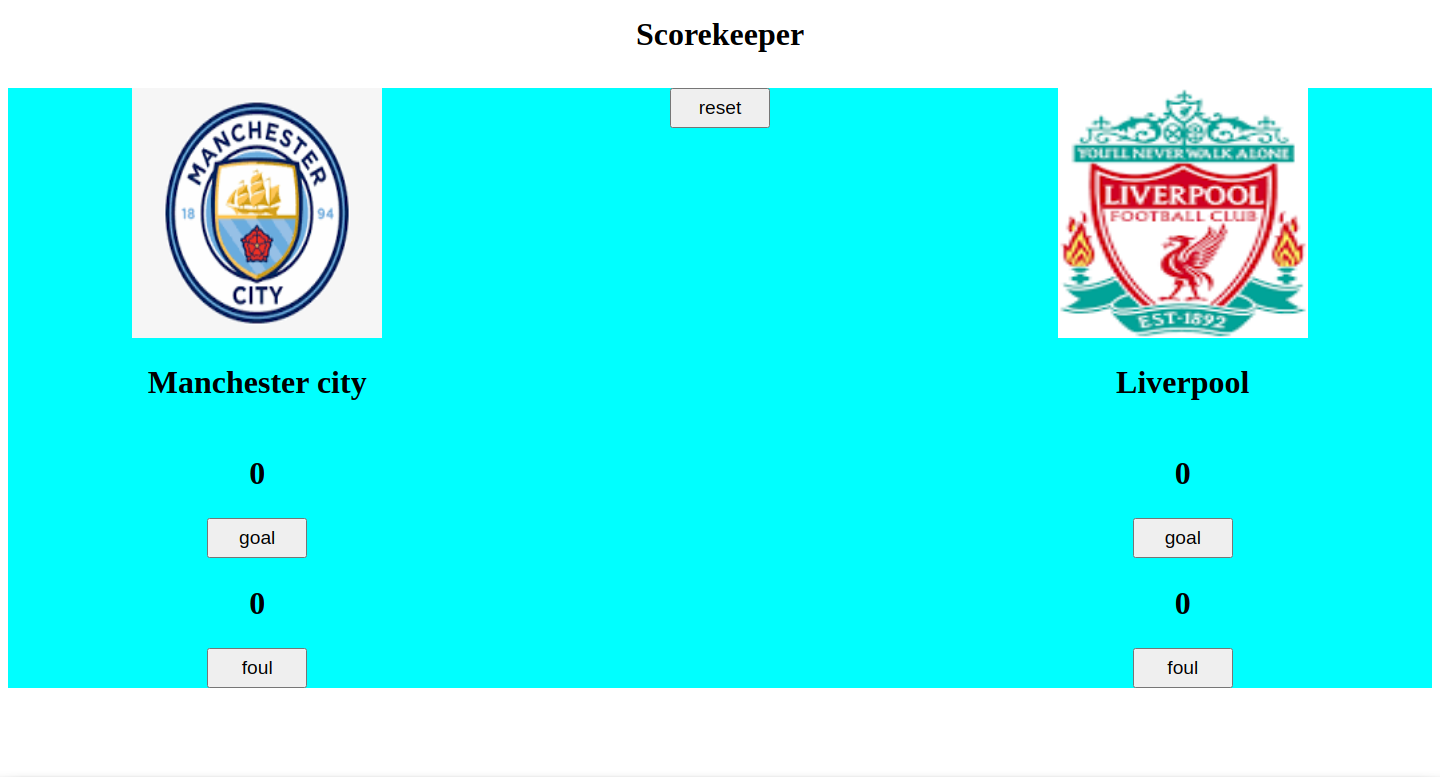 Scorekeeper
MANCHESTER
18 94
CITY
reset
YOU'LL NEVER WALK ALONE
LIVERPOOL
FOOTBALL CLUB
EST·1892
Manchester city
Liverpool
0
0
goal
goal
0
0
foul
foul